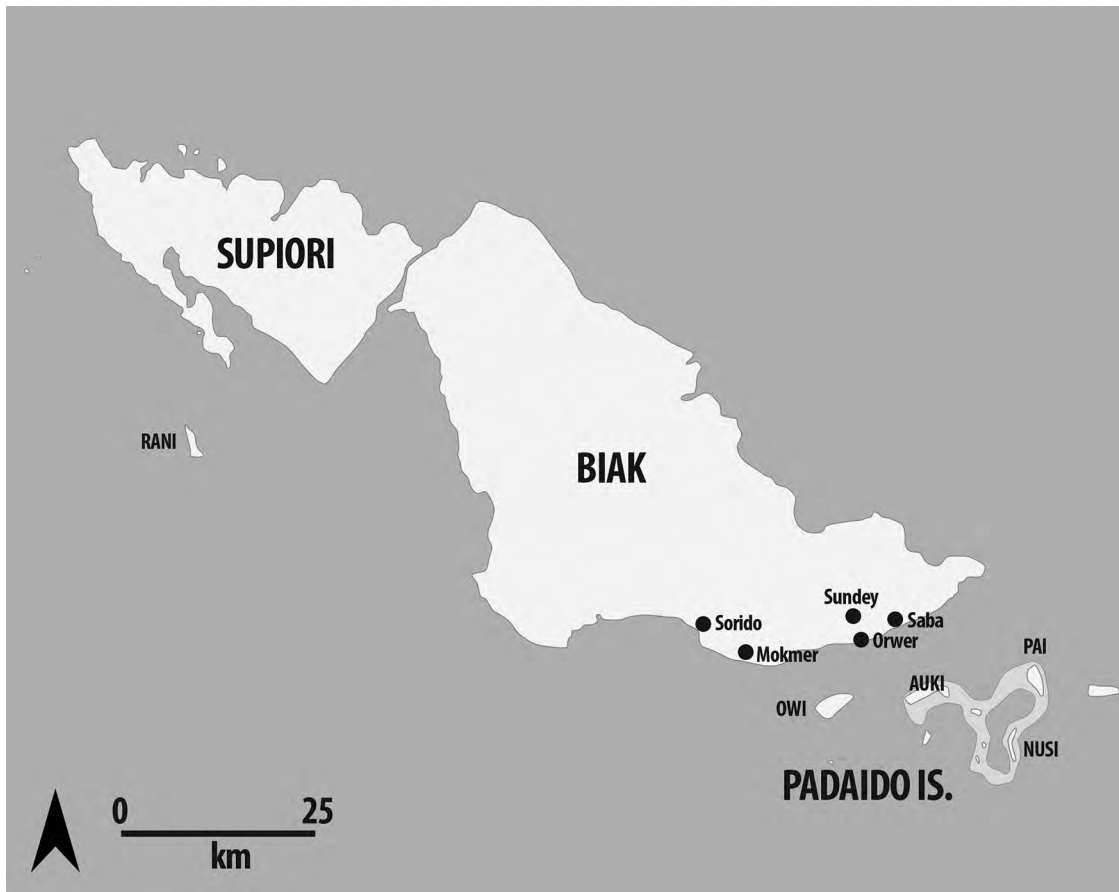 SUPIORI
RANI
BIAK
Sundey
Sorido
Saba
Mokmer
Orwer
PAI
AUKI
OWI
NUSI
PADAIDO IS.
0 25
km